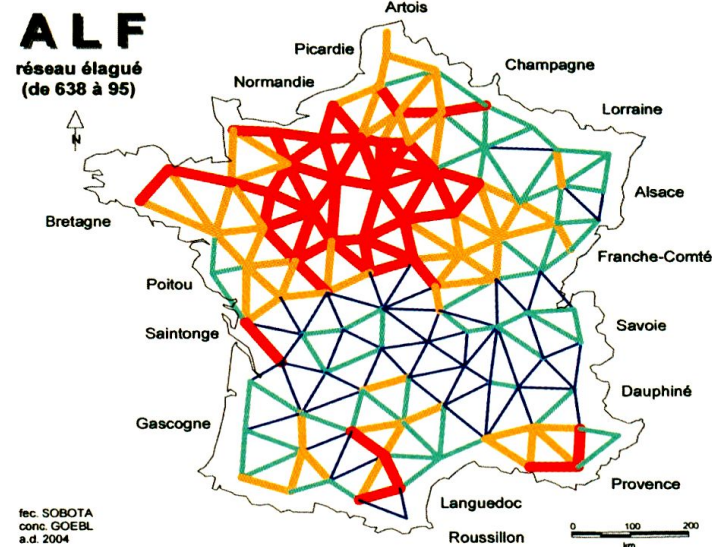 ALF
réseau élagué
(de 638 à 95)
N
Artois
Picardie
Champagne
Normandie
Lorraine
Alsace
Bretagne
Franche-Comté
Poitou
Saintonge
Savoie
Dauphiné
Gascogne
Provence
Languedoc
Roussillon
fec. SOBOTA
conc. GOEBL
a.d. 2004
0 100 200
km